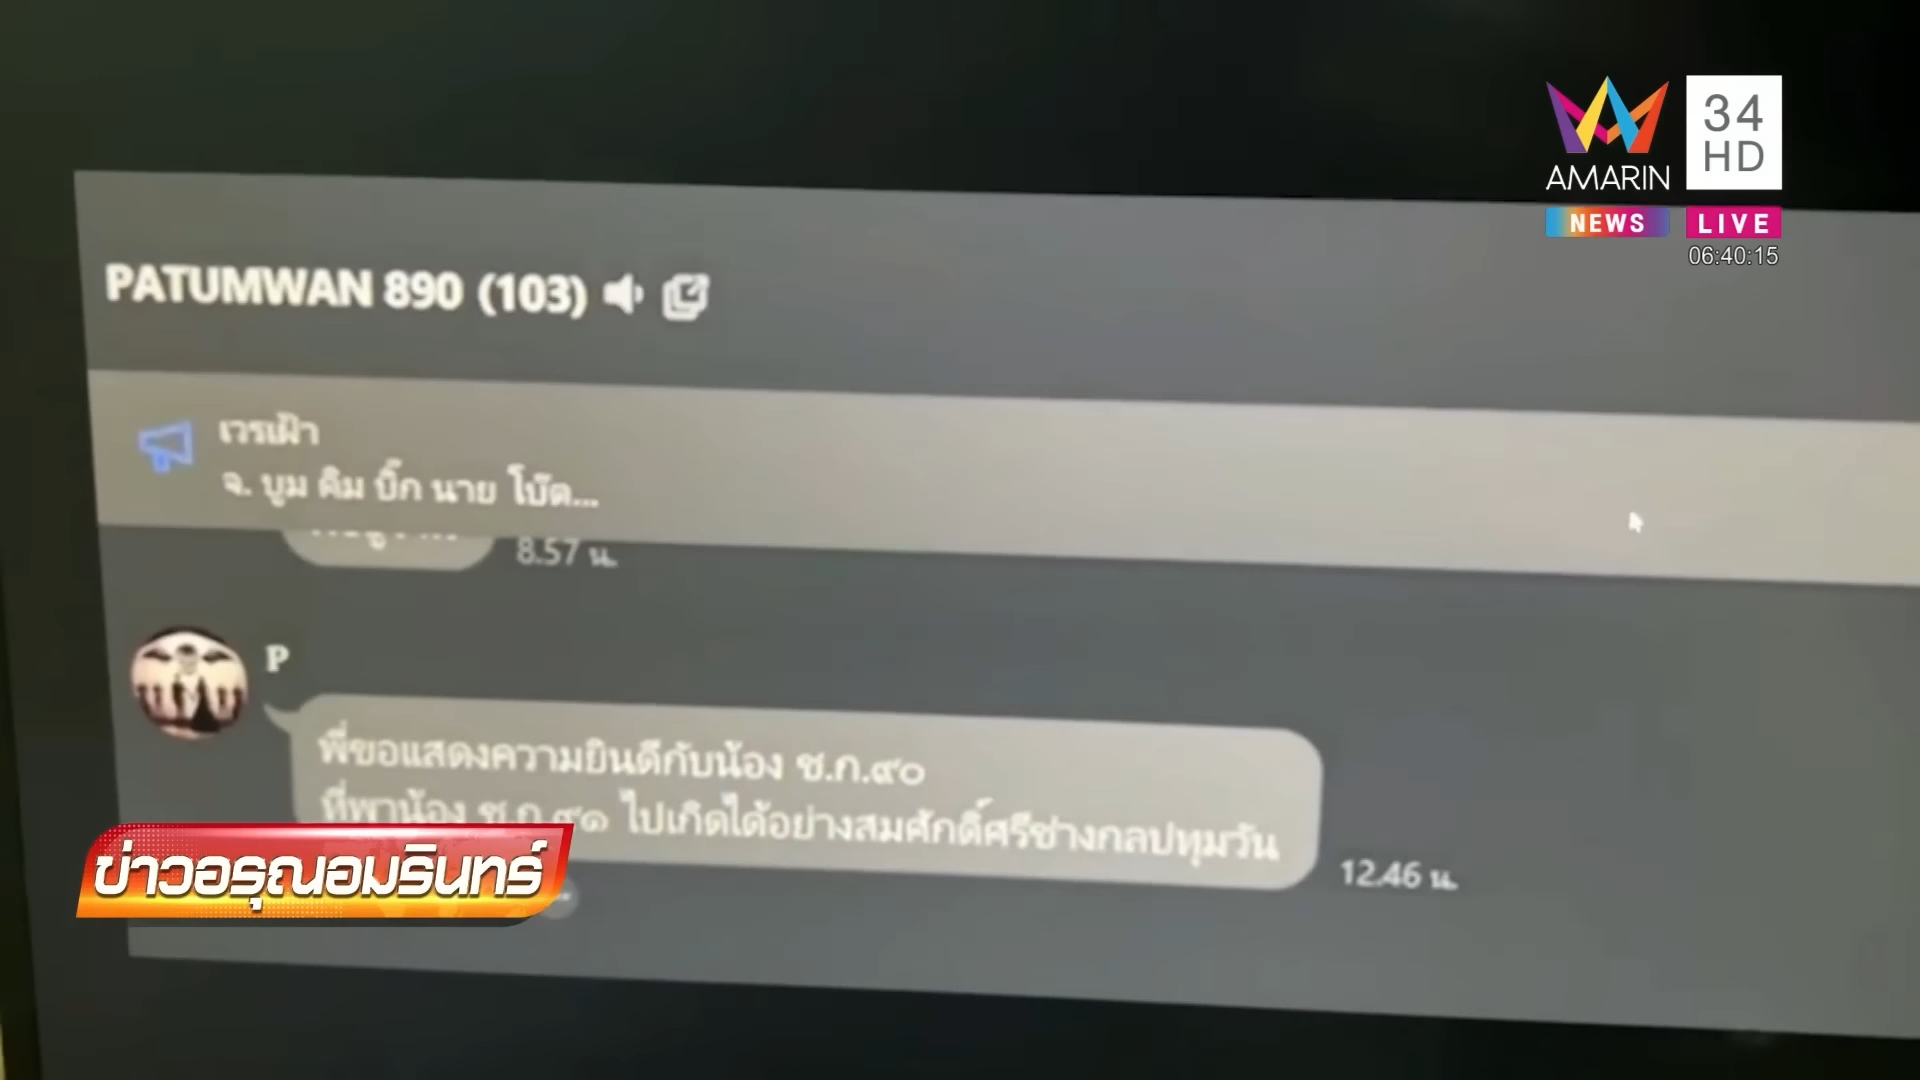 AMARIN
34
HD
NEWS
LIVE
06:40:15
PATUMWAN 890 (103)
เวรเฝ้า
จ. บูม คิม บิ๊ก นาย โบ๊ต...
8.57 น.
P
พี่ขอแสดงความยินดีกับน้อง ช.ก.๙๐
ที่พาน้อง ช.ก.๙๑ ไปเกิดได้อย่างสมศักดิ์ศรีช่างกลปทุมวัน
12.46 น.
ข่าวอรุณอมรินทร์